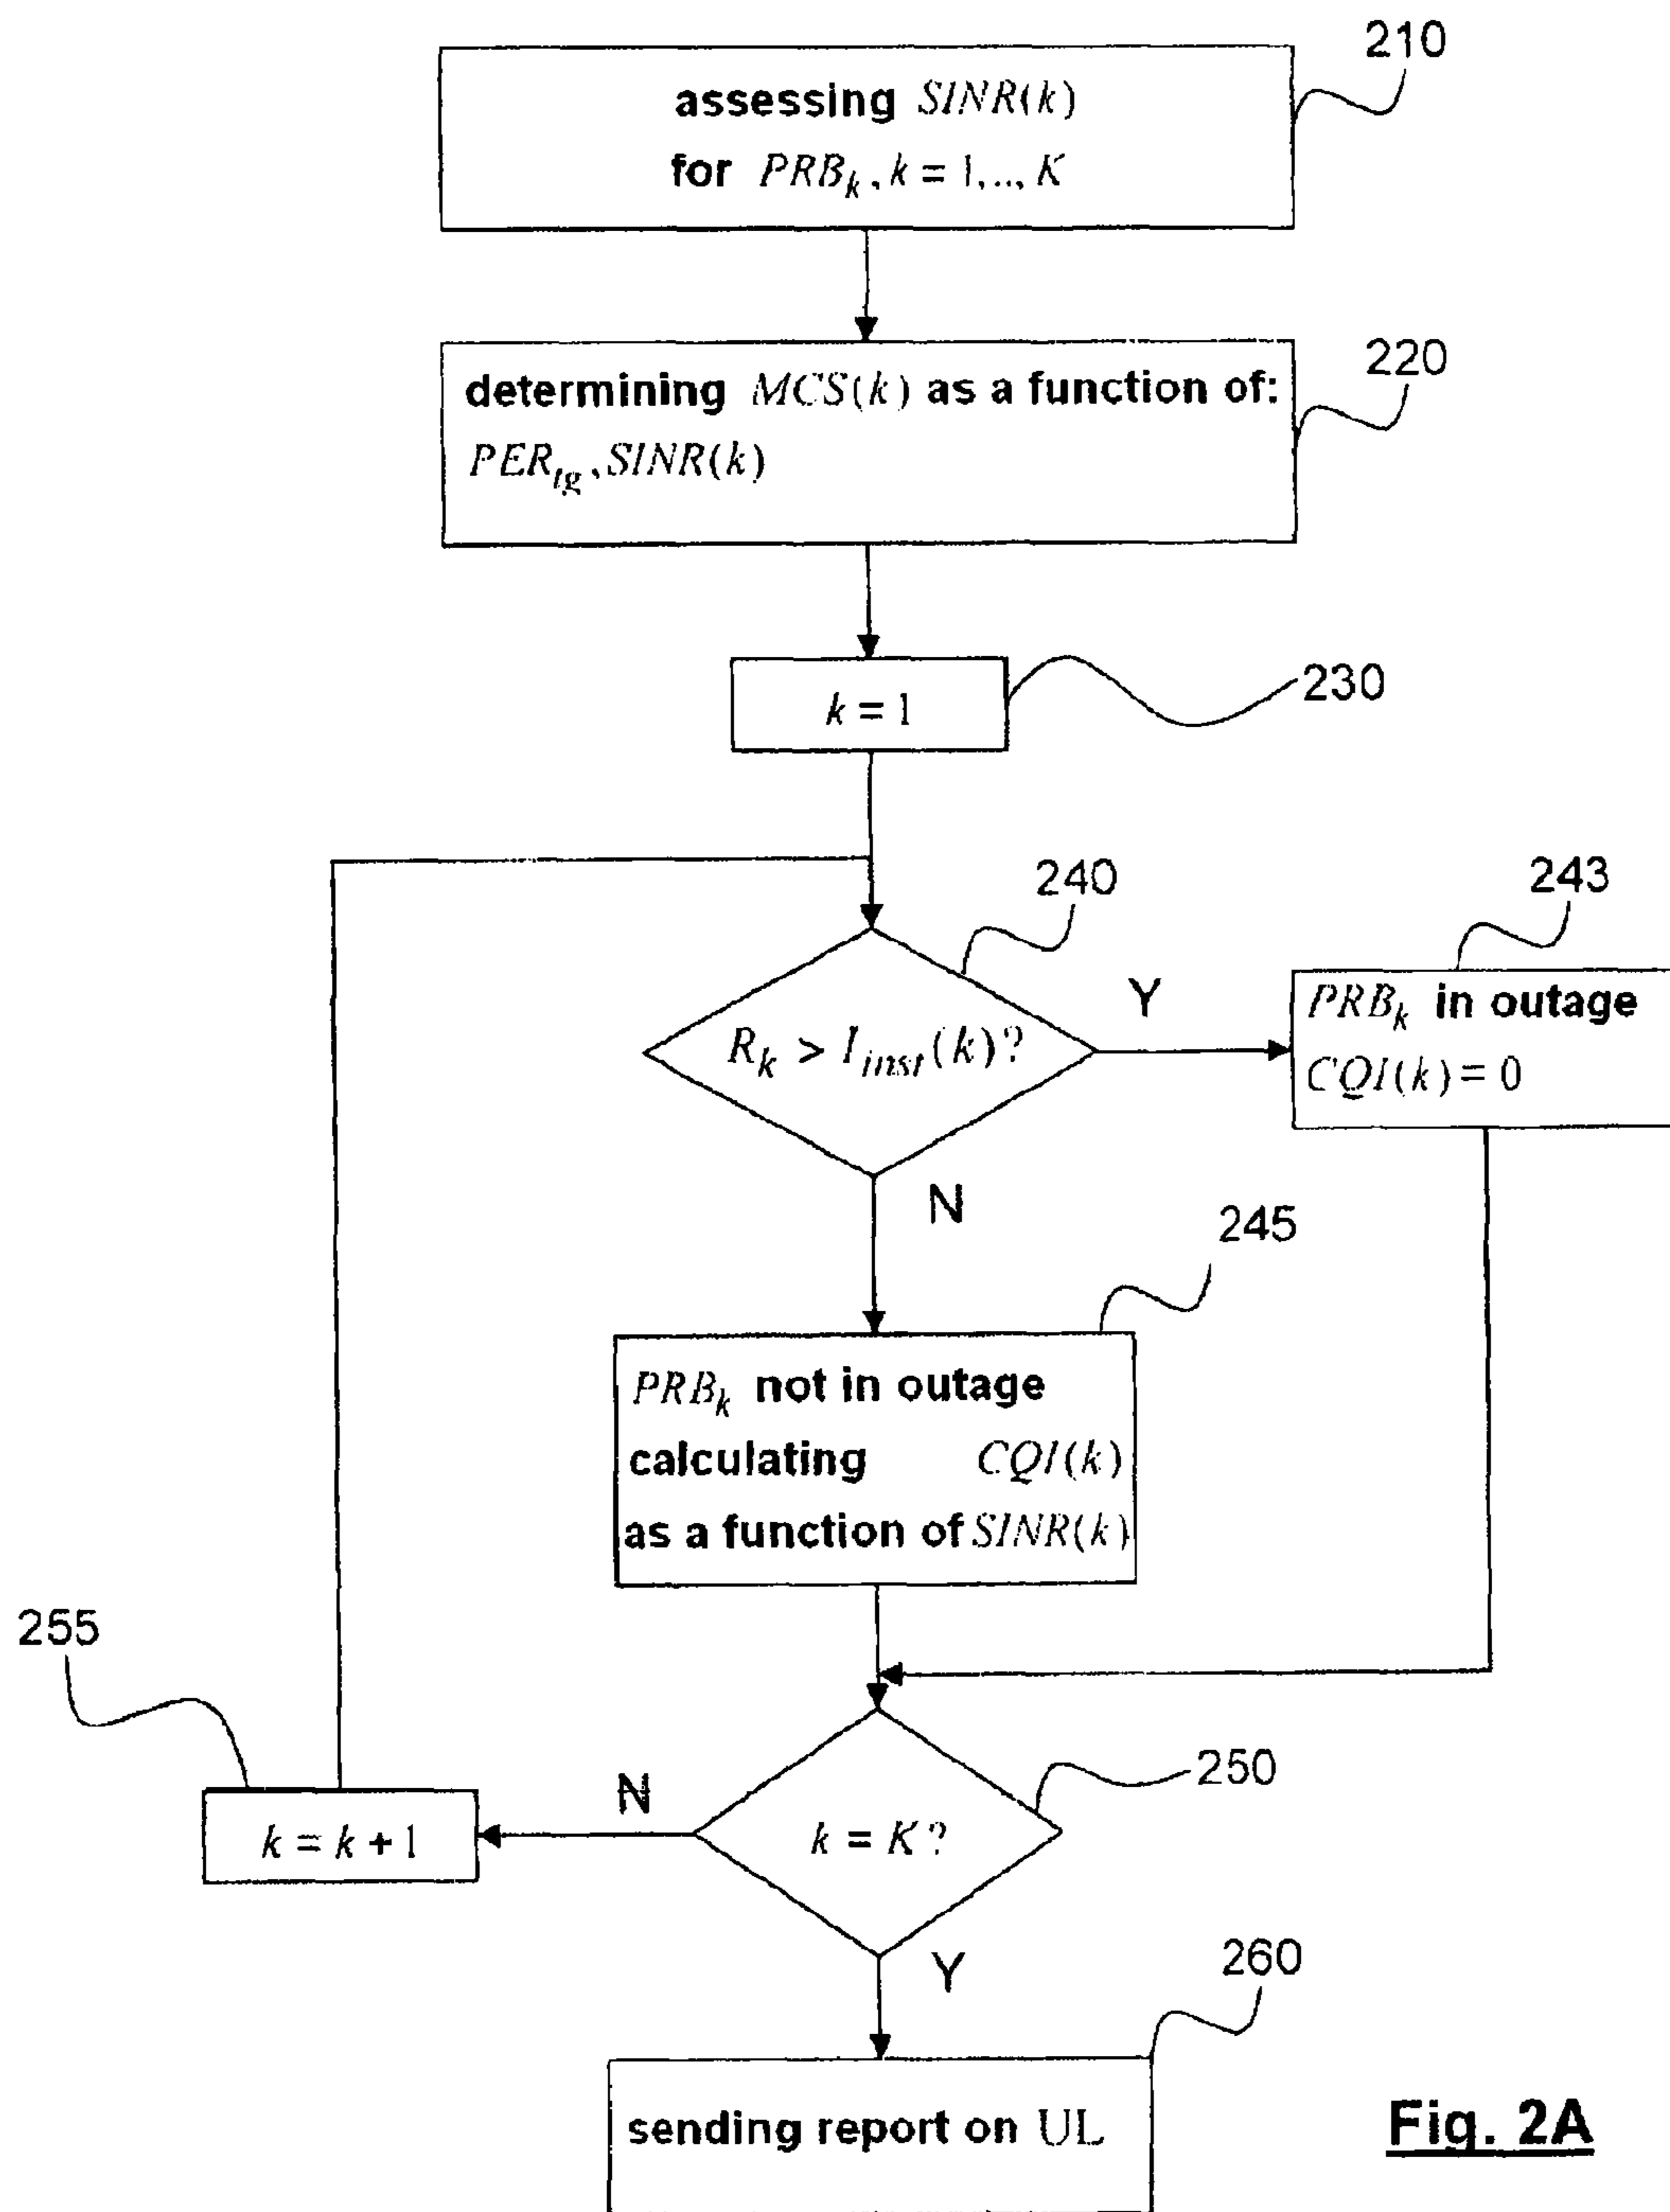 210
assessing SINR(k)
for PRB_k, k = 1,.., K
220
determining MCS(k) as a function of:
PER_tg, SINR(k)
230
k = 1
240
243
R_k > I_inst(k)?
Y
PRB_k in outage
CQI(k) = 0
N
245
PRB_k not in outage
calculating CQI(k)
as a function of SINR(k)
255
250
N
k = k + 1
k = K?
Y
260
sending report on UL
Fig. 2A